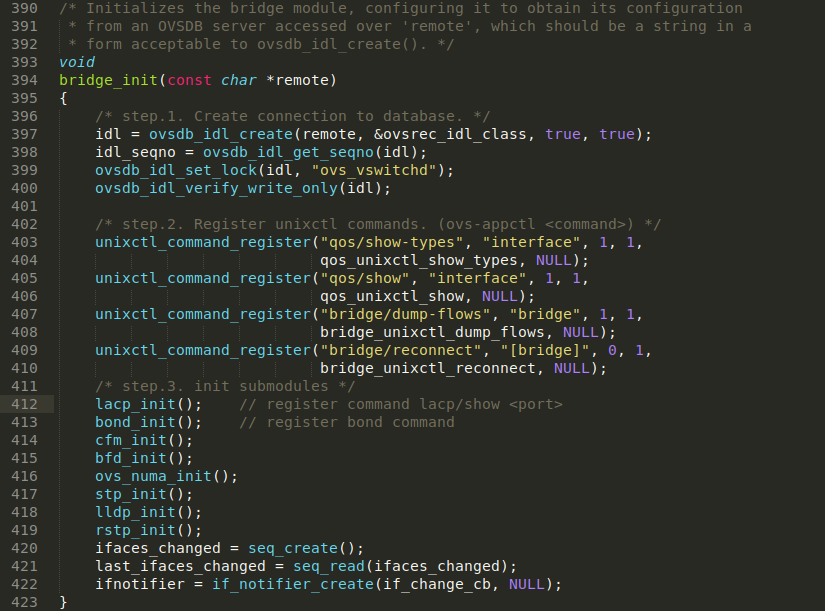 390 /* Initializes the bridge module, configuring it to obtain its configuration
391  * from an OVSDB server accessed over 'remote', which should be a string in a
392  * form acceptable to ovsdb_idl_create(). */
393 void
394 bridge_init(const char *remote)
395 {
396     /* step.1. Create connection to database. */
397     idl = ovsdb_idl_create(remote, &ovsrec_idl_class, true, true);
398     idl_seqno = ovsdb_idl_get_seqno(idl);
399     ovsdb_idl_set_lock(idl, "ovs_vswitchd");
400     ovsdb_idl_verify_write_only(idl);
401
402     /* step.2. Register unixctl commands. (ovs-appctl <command>) */
403     unixctl_command_register("qos/show-types", "interface", 1, 1,
404                              qos_unixctl_show_types, NULL);
405     unixctl_command_register("qos/show", "interface", 1, 1,
406                              qos_unixctl_show, NULL);
407     unixctl_command_register("bridge/dump-flows", "bridge", 1, 1,
408                              bridge_unixctl_dump_flows, NULL);
409     unixctl_command_register("bridge/reconnect", "[bridge]", 0, 1,
410                              bridge_unixctl_reconnect, NULL);
411     /* step.3. init submodules */
412     lacp_init();    // register command lacp/show <port>
413     bond_init();    // register bond command
414     cfm_init();
415     bfd_init();
416     ovs_numa_init();
417     stp_init();
418     lldp_init();
419     rstp_init();
420     ifaces_changed = seq_create();
421     last_ifaces_changed = seq_read(ifaces_changed);
422     ifnotifier = if_notifier_create(if_change_cb, NULL);
423 }